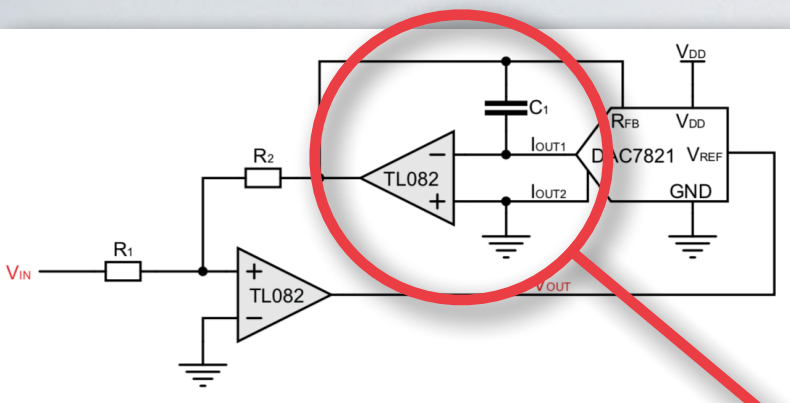 VDD
C1
RFB
VDD
IOUT1
DAC7821
VREF
R2
TL082
IOUT2
GND
R1
VIN
TL082
VOUT